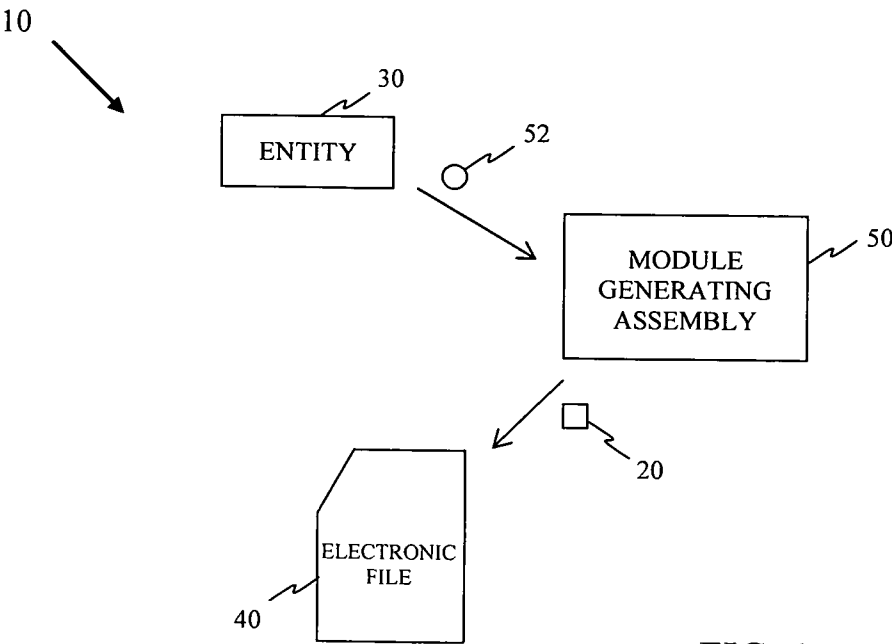 10
30
ENTITY
52
50
MODULE
GENERATING
ASSEMBLY
20
ELECTRONIC
FILE
40